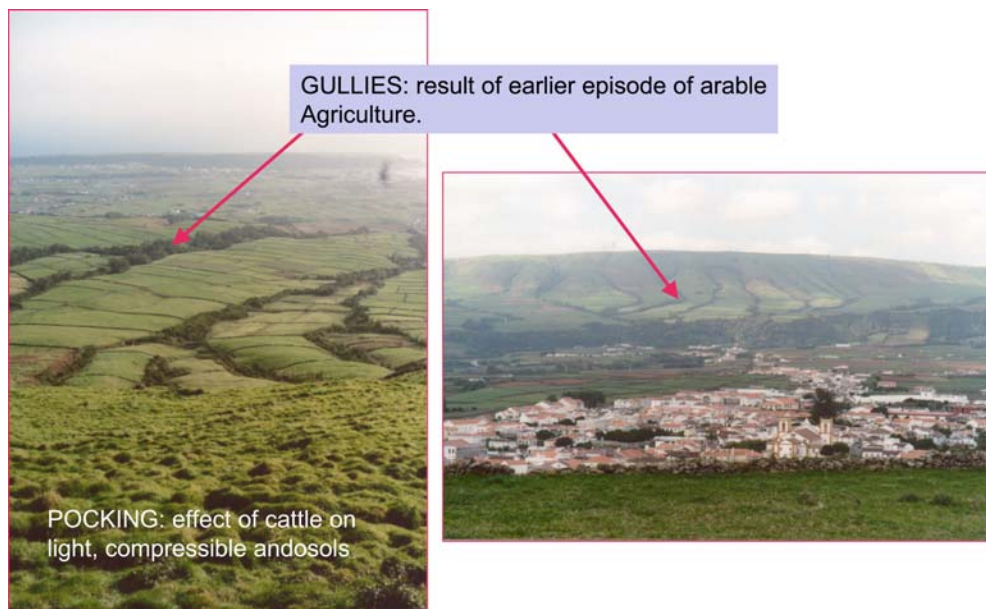 GULLIES: result of earlier episode of arable
Agriculture.
POCKING: effect of cattle on
light, compressible andosols